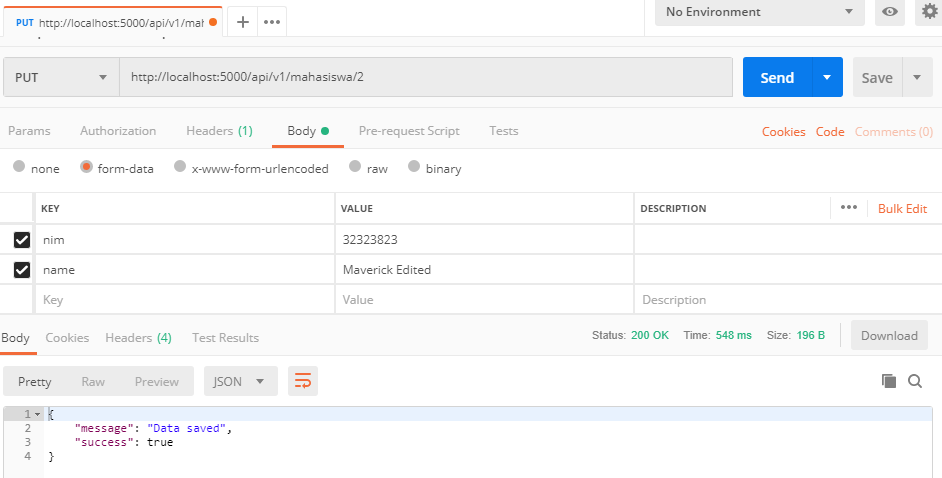 PUT http://localhost:5000/api/v1/mah
No Environment
PUT http://localhost:5000/api/v1/mahasiswa/2 Send Save
Params Authorization Headers (1) Body Pre-request Script Tests Cookies Code Comments (0)
none form-data x-www-form-urlencoded raw binary
KEY VALUE DESCRIPTION Bulk Edit
nim 32323823
name Maverick Edited
Key Value Description
Body Cookies Headers (4) Test Results Status: 200 OK Time: 548 ms Size: 196 B Download
Pretty Raw Preview JSON
1 {
2 "message": "Data saved",
3 "success": true
4 }